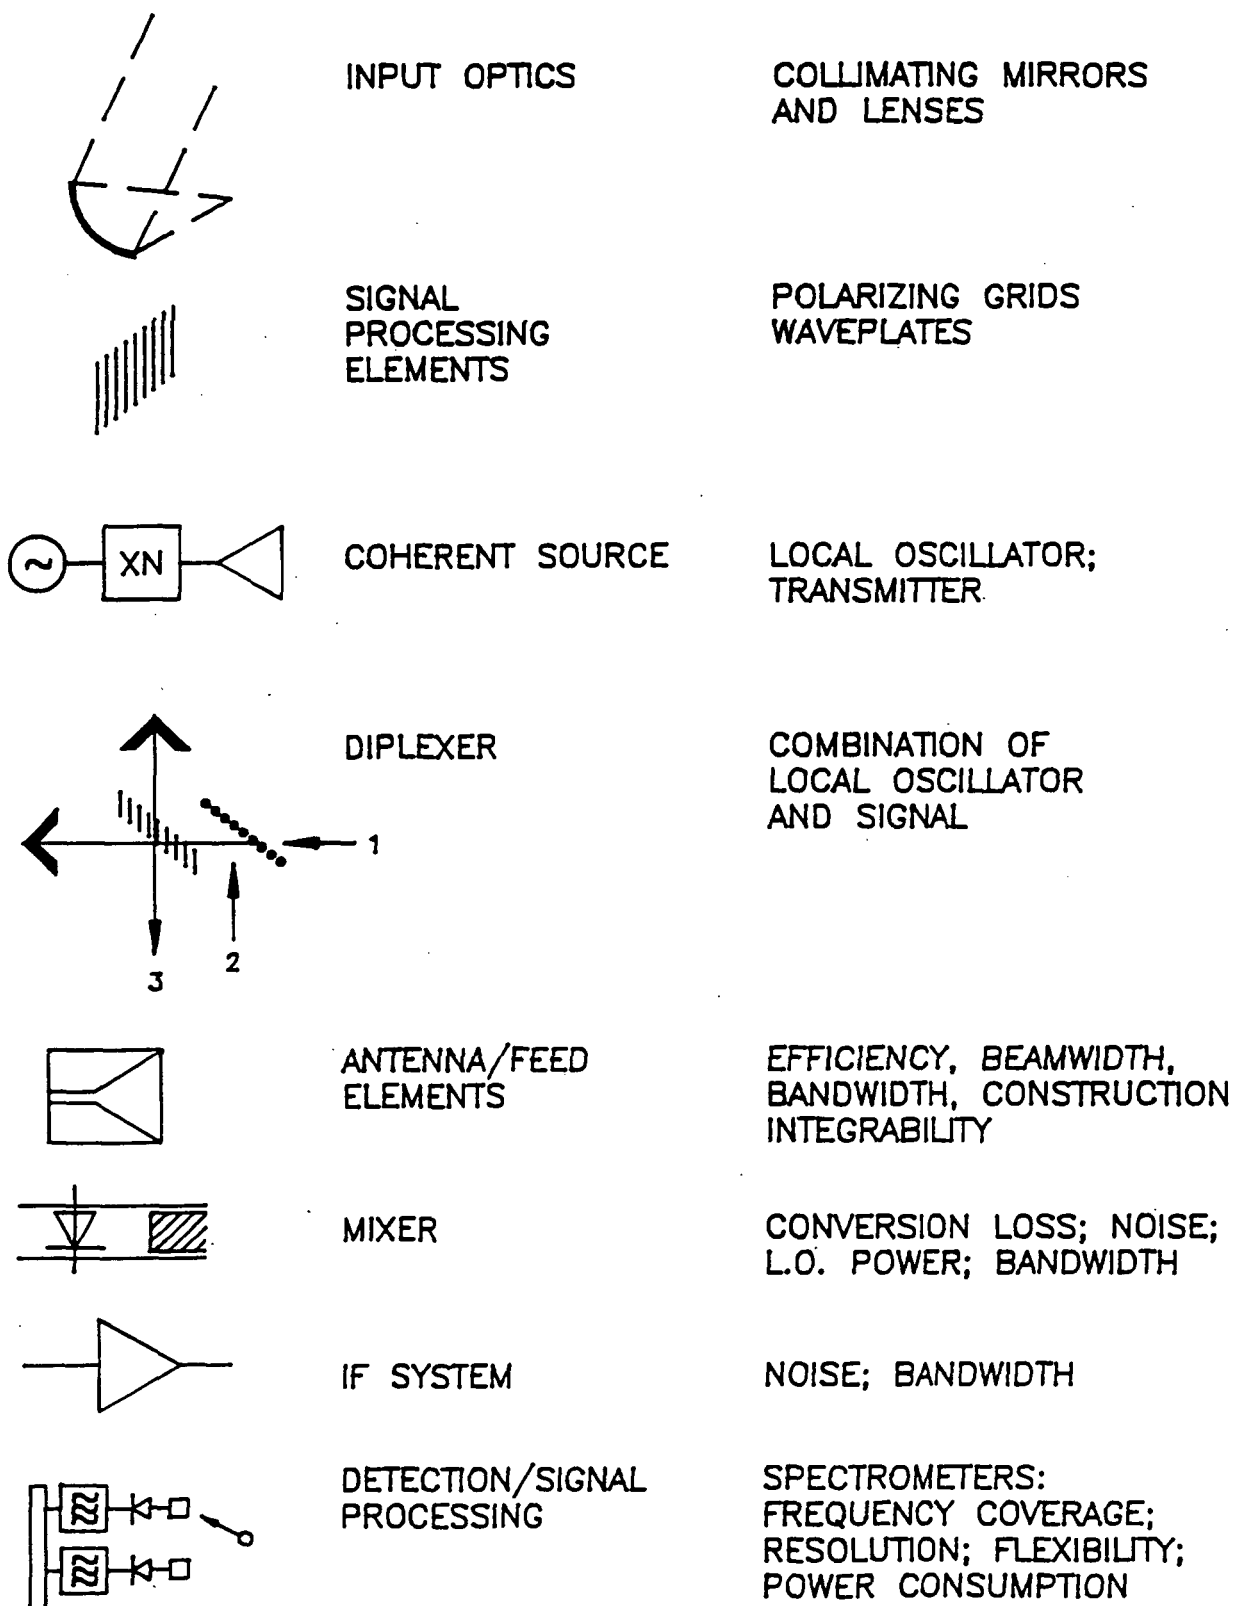 INPUT OPTICS
COLLIMATING MIRRORS
AND LENSES
SIGNAL
PROCESSING
ELEMENTS
POLARIZING GRIDS
WAVEPLATES
~
XN
COHERENT SOURCE
LOCAL OSCILLATOR;
TRANSMITTER
DIPLEXER
COMBINATION OF
LOCAL OSCILLATOR
AND SIGNAL
1
2
3
ANTENNA/FEED
ELEMENTS
EFFICIENCY, BEAMWIDTH,
BANDWIDTH, CONSTRUCTION
INTEGRABILITY
MIXER
CONVERSION LOSS; NOISE;
L.O. POWER; BANDWIDTH
IF SYSTEM
NOISE; BANDWIDTH
DETECTION/SIGNAL
PROCESSING
SPECTROMETERS:
FREQUENCY COVERAGE;
RESOLUTION; FLEXIBILITY;
POWER CONSUMPTION